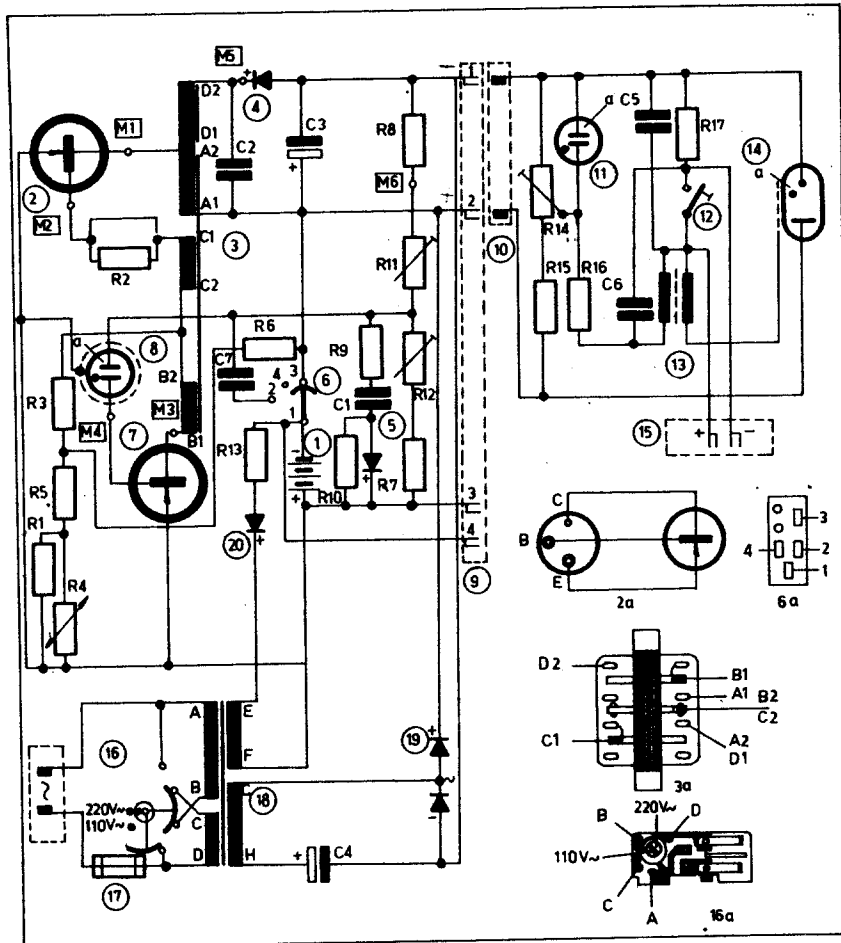 M5
1
D2
4
C3
C5
a
R17
R8
M1
D1
A2
C2
14
a
M6
11
2
A1
2
12
M2
C1
3
10
R14
R2
R11
C2
R15
R16
C6
a
8
R6
13
R9
C7
4
3
6
B2
2
R12
R3
M3
1
C1
15
+
−
M4
7
B1
R13
1
−
5
C
R5
+
R10
+
R7
3
3
R1
20
+
4
B
4
2
9
E
1
R4
2a
6a
D2
B1
A1
B2
C2
A
E
+
19
C1
A2
D1
16
F
3a
~
B
220V~
B
D
220V~
18
110V~
C
−
110V~
D
H
+
C4
17
C
A
16a